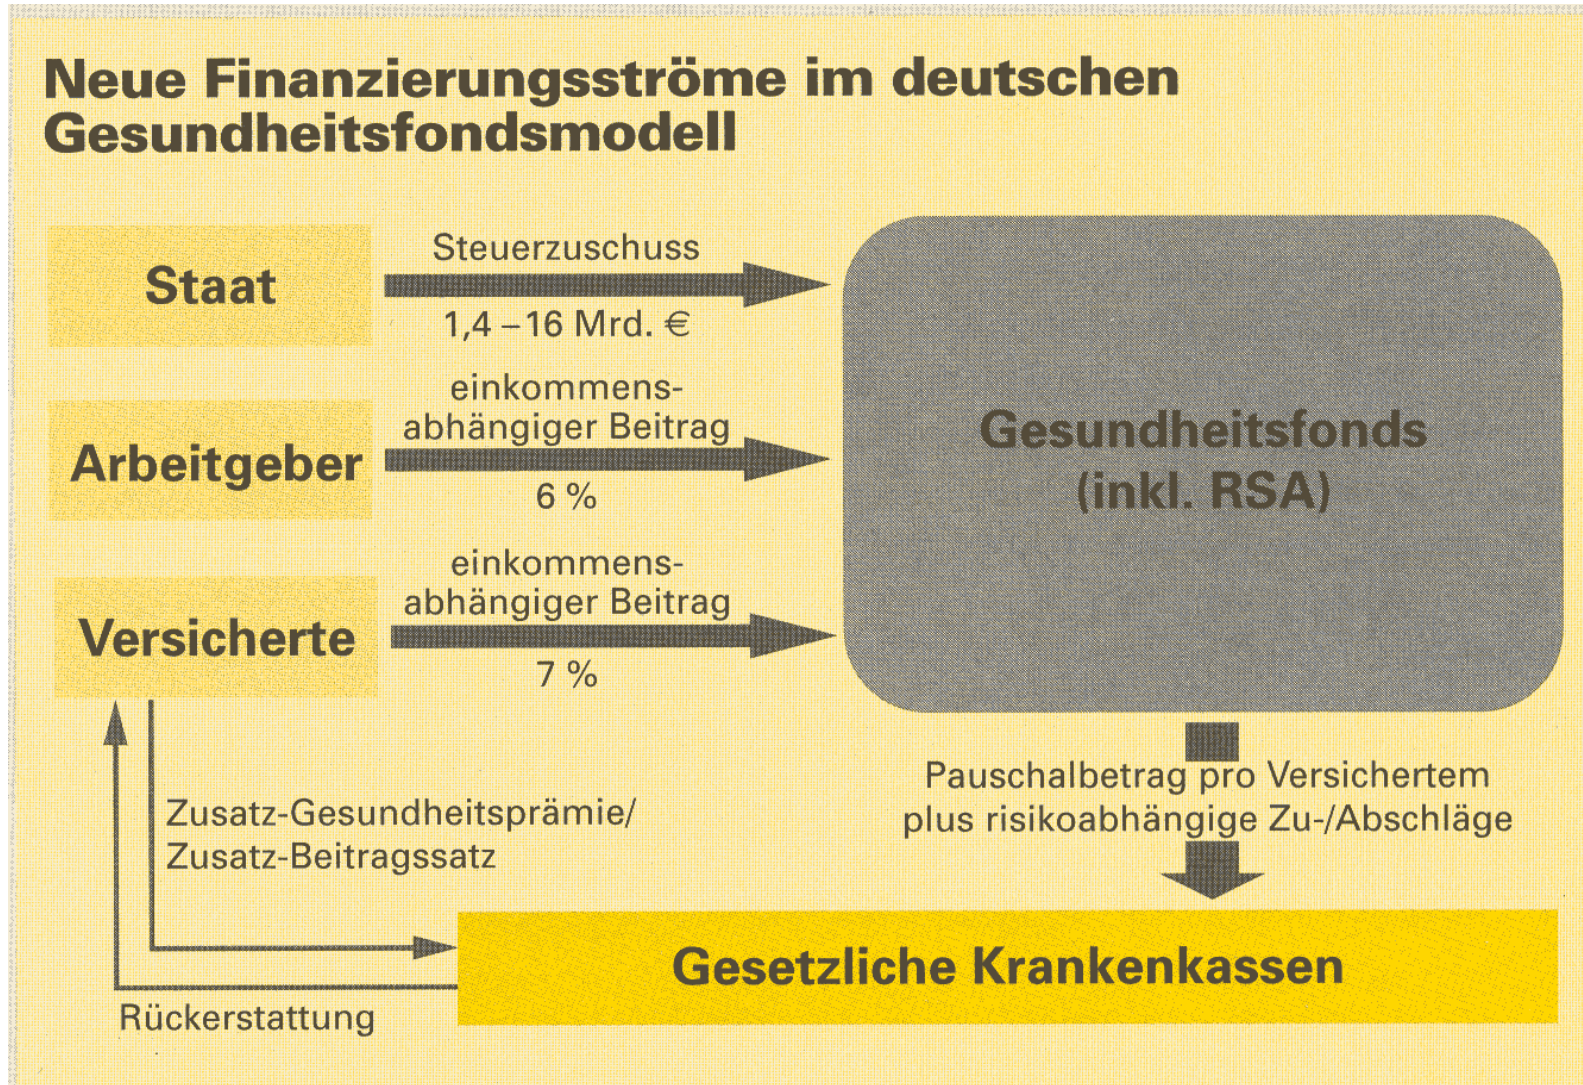 Neue Finanzierungsströme im deutschen
Gesundheitsfondsmodell
Staat
Steuerzuschuss
1,4 – 16 Mrd. €
Arbeitgeber
einkommens-
abhängiger Beitrag
6 %
Versicherte
einkommens-
abhängiger Beitrag
7 %
Gesundheitsfonds
(inkl. RSA)
Pauschalbetrag pro Versichertem
plus risikoabhängige Zu-/Abschläge
Zusatz-Gesundheitsprämie/
Zusatz-Beitragssatz
Gesetzliche Krankenkassen
Rückerstattung